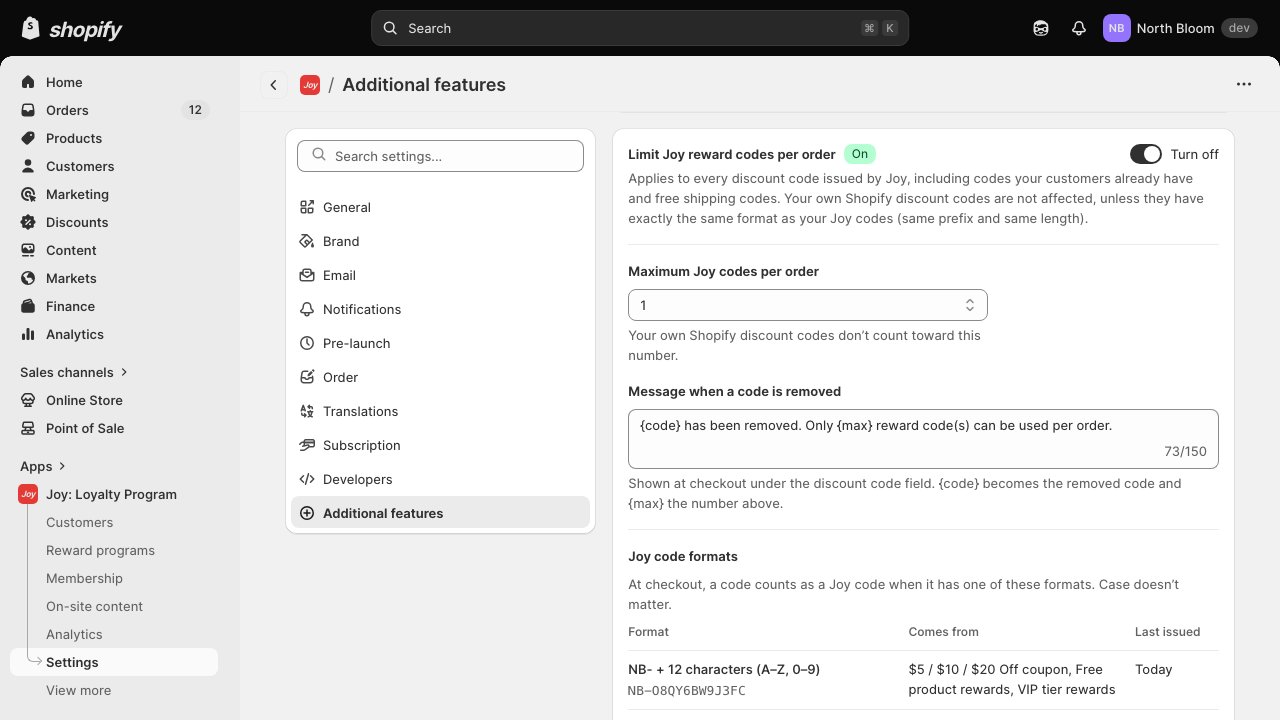 shopify
Search
⌘ K
NB
North Bloom
dev
Home
Orders
12
Products
Customers
Marketing
Discounts
Content
Markets
Finance
Analytics
Sales channels
Online Store
Point of Sale
Apps
Joy
Joy: Loyalty Program
Customers
Reward programs
Membership
On-site content
Analytics
Settings
View more
Joy
/ Additional features
Search settings...
General
Brand
Email
Notifications
Pre-launch
Order
Translations
Subscription
Developers
Additional features
Limit Joy reward codes per order
On
Turn off
Applies to every discount code issued by Joy, including codes your customers already have
and free shipping codes. Your own Shopify discount codes are not affected, unless they have
exactly the same format as your Joy codes (same prefix and same length).
Maximum Joy codes per order
1
Your own Shopify discount codes don’t count toward this
number.
Message when a code is removed
{code} has been removed. Only {max} reward code(s) can be used per order.
73/150
Shown at checkout under the discount code field. {code} becomes the removed code and
{max} the number above.
Joy code formats
At checkout, a code counts as a Joy code when it has one of these formats. Case doesn’t
matter.
Format
Comes from
Last issued
NB- + 12 characters (A–Z, 0–9)
NB-O8QY6BW9J3FC
$5 / $10 / $20 Off coupon, Free
product rewards, VIP tier rewards
Today